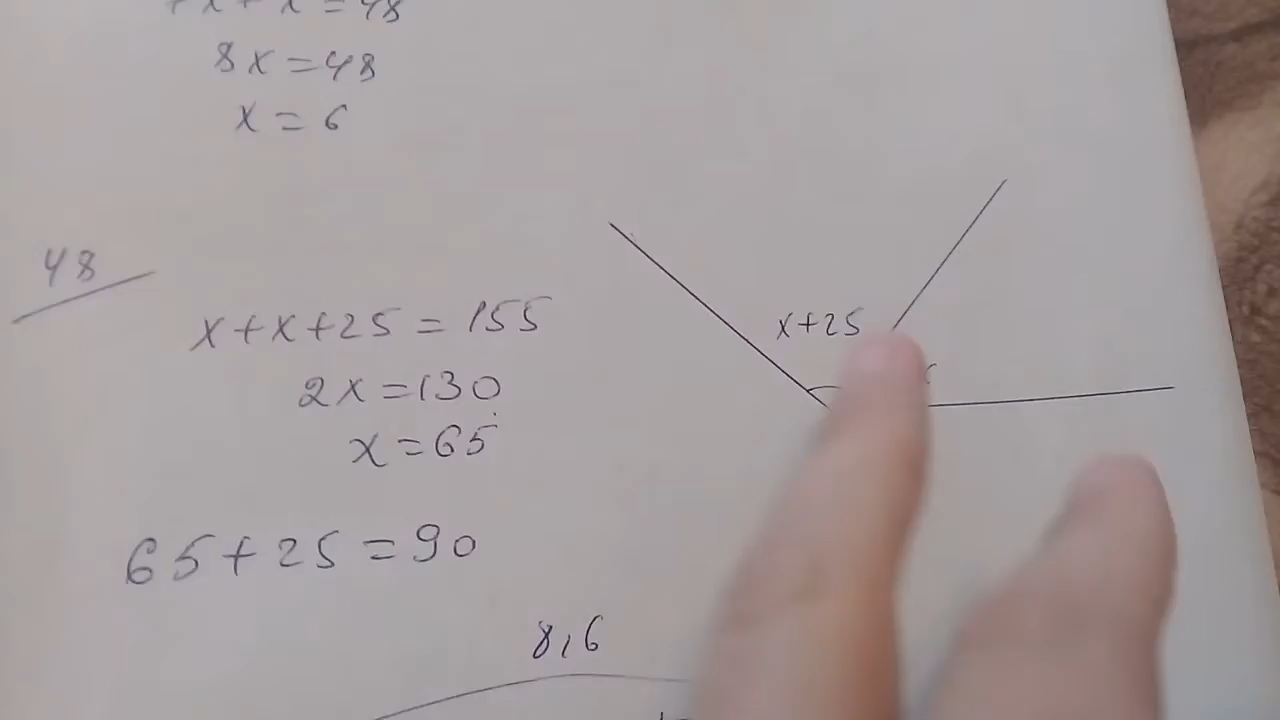 8x=48
x=6
48
x+x+25=155
2x=130
x=65
x+25
65+25=90
8,6